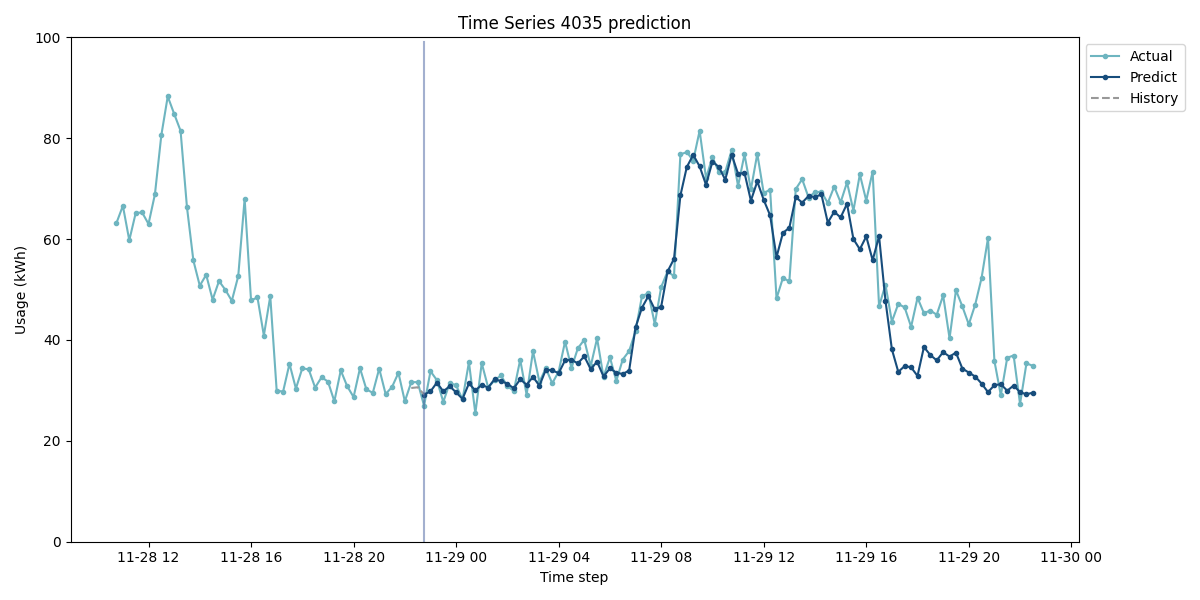 Time Series 4035 prediction
Usage (kWh)
100
80
60
40
20
0
11-28 12
11-28 16
11-28 20
11-29 00
11-29 04
11-29 08
11-29 12
11-29 16
11-29 20
11-30 00
Time step
Actual
Predict
History